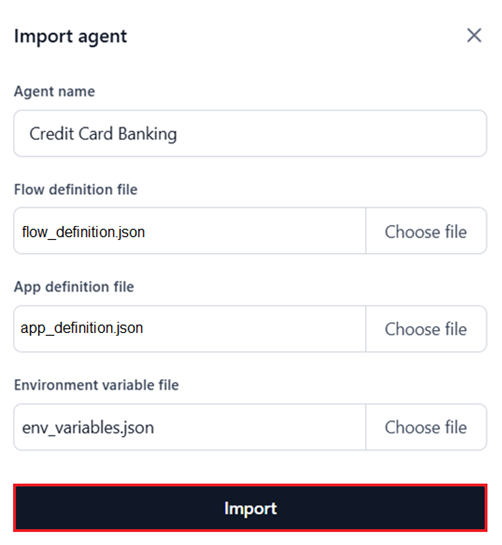 Import agent
Agent name
Credit Card Banking
Flow definition file
flow_definition.json Choose file
App definition file
app_definition.json Choose file
Environment variable file
env_variables.json Choose file
Import